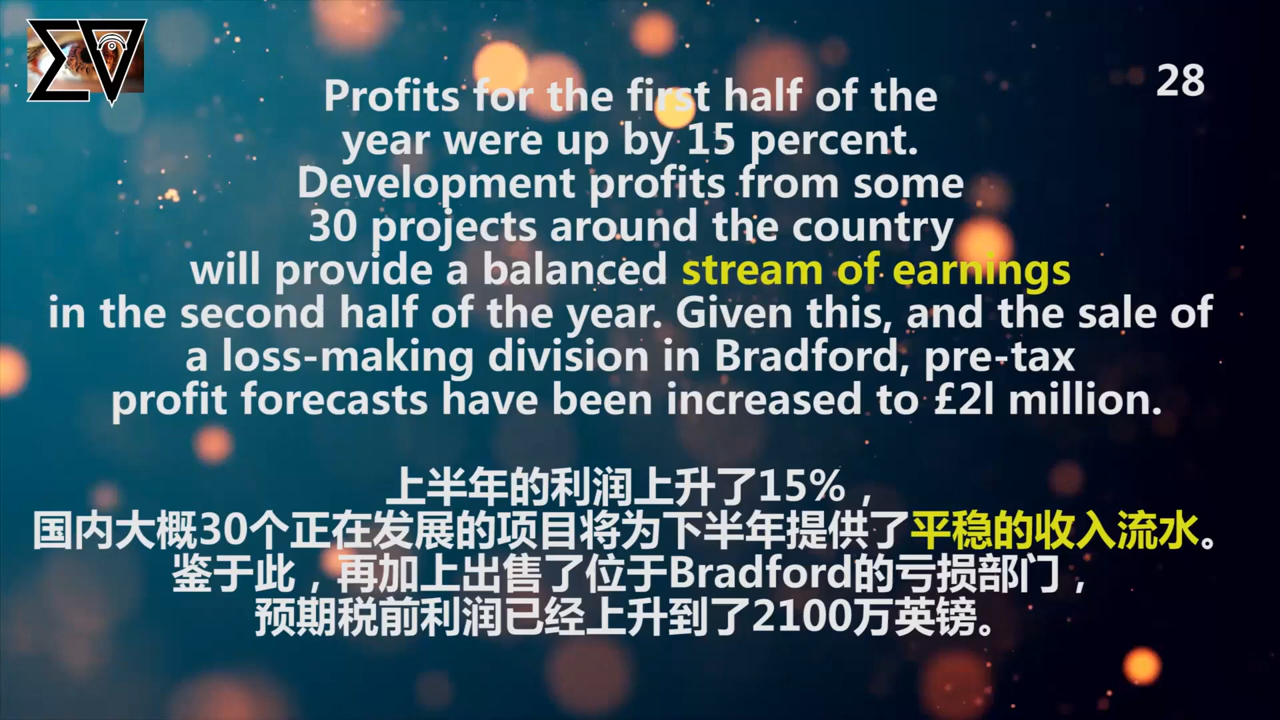 28
Profits for the first half of the
year were up by 15 percent.
Development profits from some
30 projects around the country
will provide a balanced stream of earnings
in the second half of the year. Given this, and the sale of
a loss-making division in Bradford, pre-tax
profit forecasts have been increased to £2l million.
上半年的利润上升了15%，
国内大概30个正在发展的项目将为下半年提供了平稳的收入流水。
鉴于此，再加上出售了位于Bradford的亏损部门，
预期税前利润已经上升到了2100万英镑。